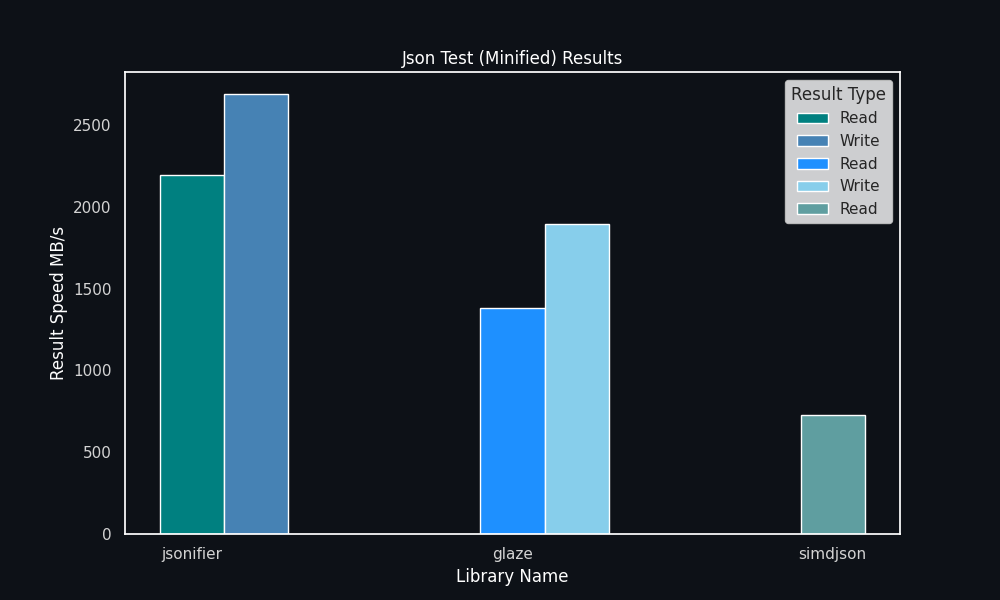 Json Test (Minified) Results
Result Type
Read
Write
Read
Write
Read
2500
2000
1500
1000
500
0
Result Speed MB/s
jsonifier
glaze
simdjson
Library Name